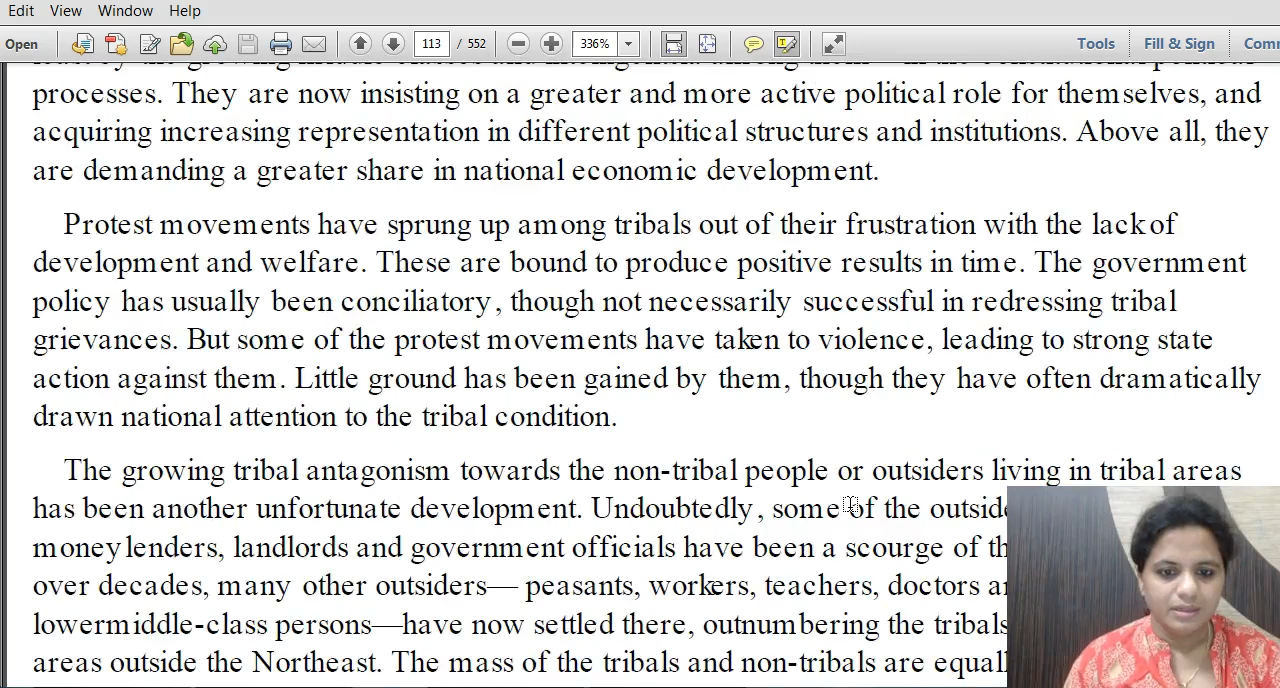 Edit View Window Help
Open 113 / 552 336% Tools Fill & Sign Comm
processes. They are now insisting on a greater and more active political role for themselves, and
acquiring increasing representation in different political structures and institutions. Above all, they
are demanding a greater share in national economic development.
Protest movements have sprung up among tribals out of their frustration with the lack of
development and welfare. These are bound to produce positive results in time. The government
policy has usually been conciliatory, though not necessarily successful in redressing tribal
grievances. But some of the protest movements have taken to violence, leading to strong state
action against them. Little ground has been gained by them, though they have often dramatically
drawn national attention to the tribal condition.
The growing tribal antagonism towards the non-tribal people or outsiders living in tribal areas
has been another unfortunate development. Undoubtedly, some of the outside
moneylenders, landlords and government officials have been a scourge of th
over decades, many other outsiders— peasants, workers, teachers, doctors
lowermiddle-class persons—have now settled there, outnumbering the tribals
areas outside the Northeast. The mass of the tribals and non-tribals are equall